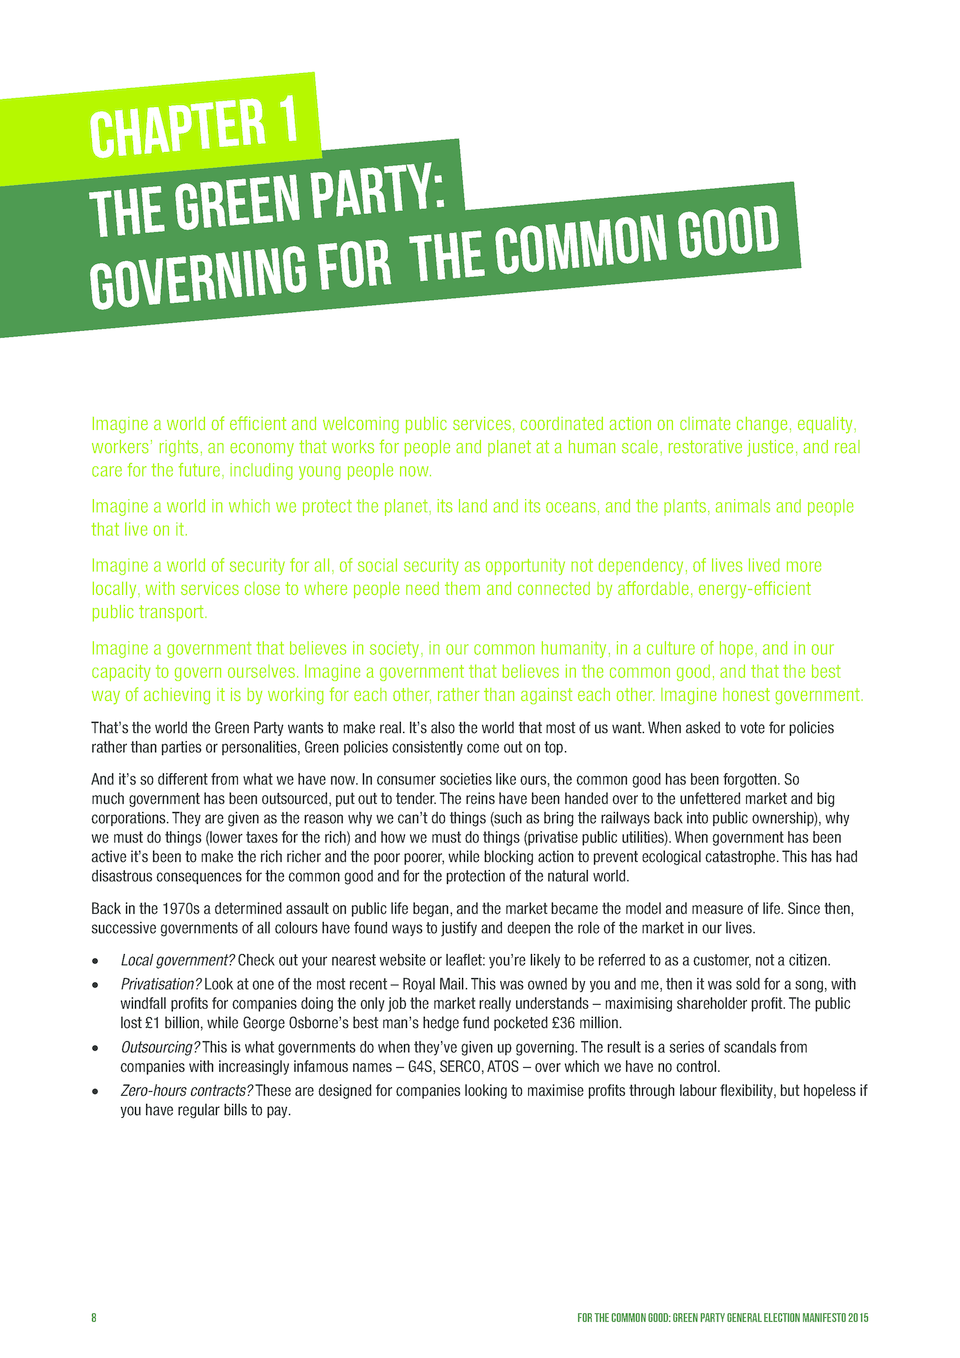 CHAPTER 1
THE GREEN PARTY:
GOVERNING FOR THE COMMON GOOD
Imagine a world of efficient and welcoming public services, coordinated action on climate change, equality,
workers’ rights, an economy that works for people and planet at a human scale, restorative justice, and real
care for the future, including young people now.
Imagine a world in which we protect the planet, its land and its oceans, and the plants, animals and people
that live on it.
Imagine a world of security for all, of social security as opportunity not dependency, of lives lived more
locally, with services close to where people need them and connected by affordable, energy-efficient
public transport.
Imagine a government that believes in society, in our common humanity, in a culture of hope, and in our
capacity to govern ourselves. Imagine a government that believes in the common good, and that the best
way of achieving it is by working for each other, rather than against each other. Imagine honest government.
That’s the world the Green Party wants to make real. It’s also the world that most of us want. When asked to vote for policies
rather than parties or personalities, Green policies consistently come out on top.
And it’s so different from what we have now. In consumer societies like ours, the common good has been forgotten. So
much government has been outsourced, put out to tender. The reins have been handed over to the unfettered market and big
corporations. They are given as the reason why we can’t do things (such as bring the railways back into public ownership), why
we must do things (lower taxes for the rich) and how we must do things (privatise public utilities). When government has been
active it’s been to make the rich richer and the poor poorer, while blocking action to prevent ecological catastrophe. This has had
disastrous consequences for the common good and for the protection of the natural world.
Back in the 1970s a determined assault on public life began, and the market became the model and measure of life. Since then,
successive governments of all colours have found ways to justify and deepen the role of the market in our lives.
• Local government? Check out your nearest website or leaflet: you’re likely to be referred to as a customer, not a citizen.
• Privatisation? Look at one of the most recent – Royal Mail. This was owned by you and me, then it was sold for a song, with
windfall profits for companies doing the only job the market really understands – maximising shareholder profit. The public
lost £1 billion, while George Osborne’s best man’s hedge fund pocketed £36 million.
• Outsourcing? This is what governments do when they’ve given up governing. The result is a series of scandals from
companies with increasingly infamous names – G4S, SERCO, ATOS – over which we have no control.
• Zero-hours contracts? These are designed for companies looking to maximise profits through labour flexibility, but hopeless if
you have regular bills to pay.
8 FOR THE COMMON GOOD: GREEN PARTY GENERAL ELECTION MANIFESTO 2015